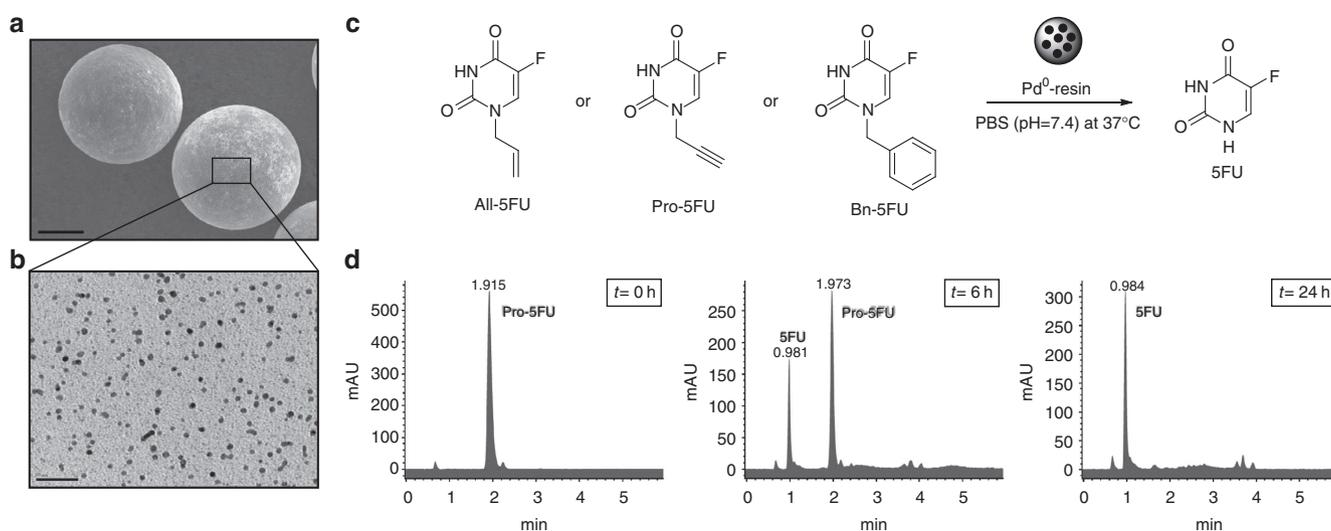 a
c
O
F
HN
O
N
All-5FU
or
O
F
HN
O
N
Pro-5FU
or
O
F
HN
O
N
Bn-5FU
Pd⁰-resin
PBS (pH=7.4) at 37°C
O
F
HN
O
N
H
5FU
b
d
mAU
500
400
300
200
100
0
1.915
Pro-5FU
t= 0 h
0 1 2 3 4 5
min
mAU
250
200
150
100
50
0
5FU
0.981
1.973
Pro-5FU
t= 6 h
0 1 2 3 4 5
min
mAU
300
250
200
150
100
50
0
0.984
5FU
t= 24 h
0 1 2 3 4 5
min